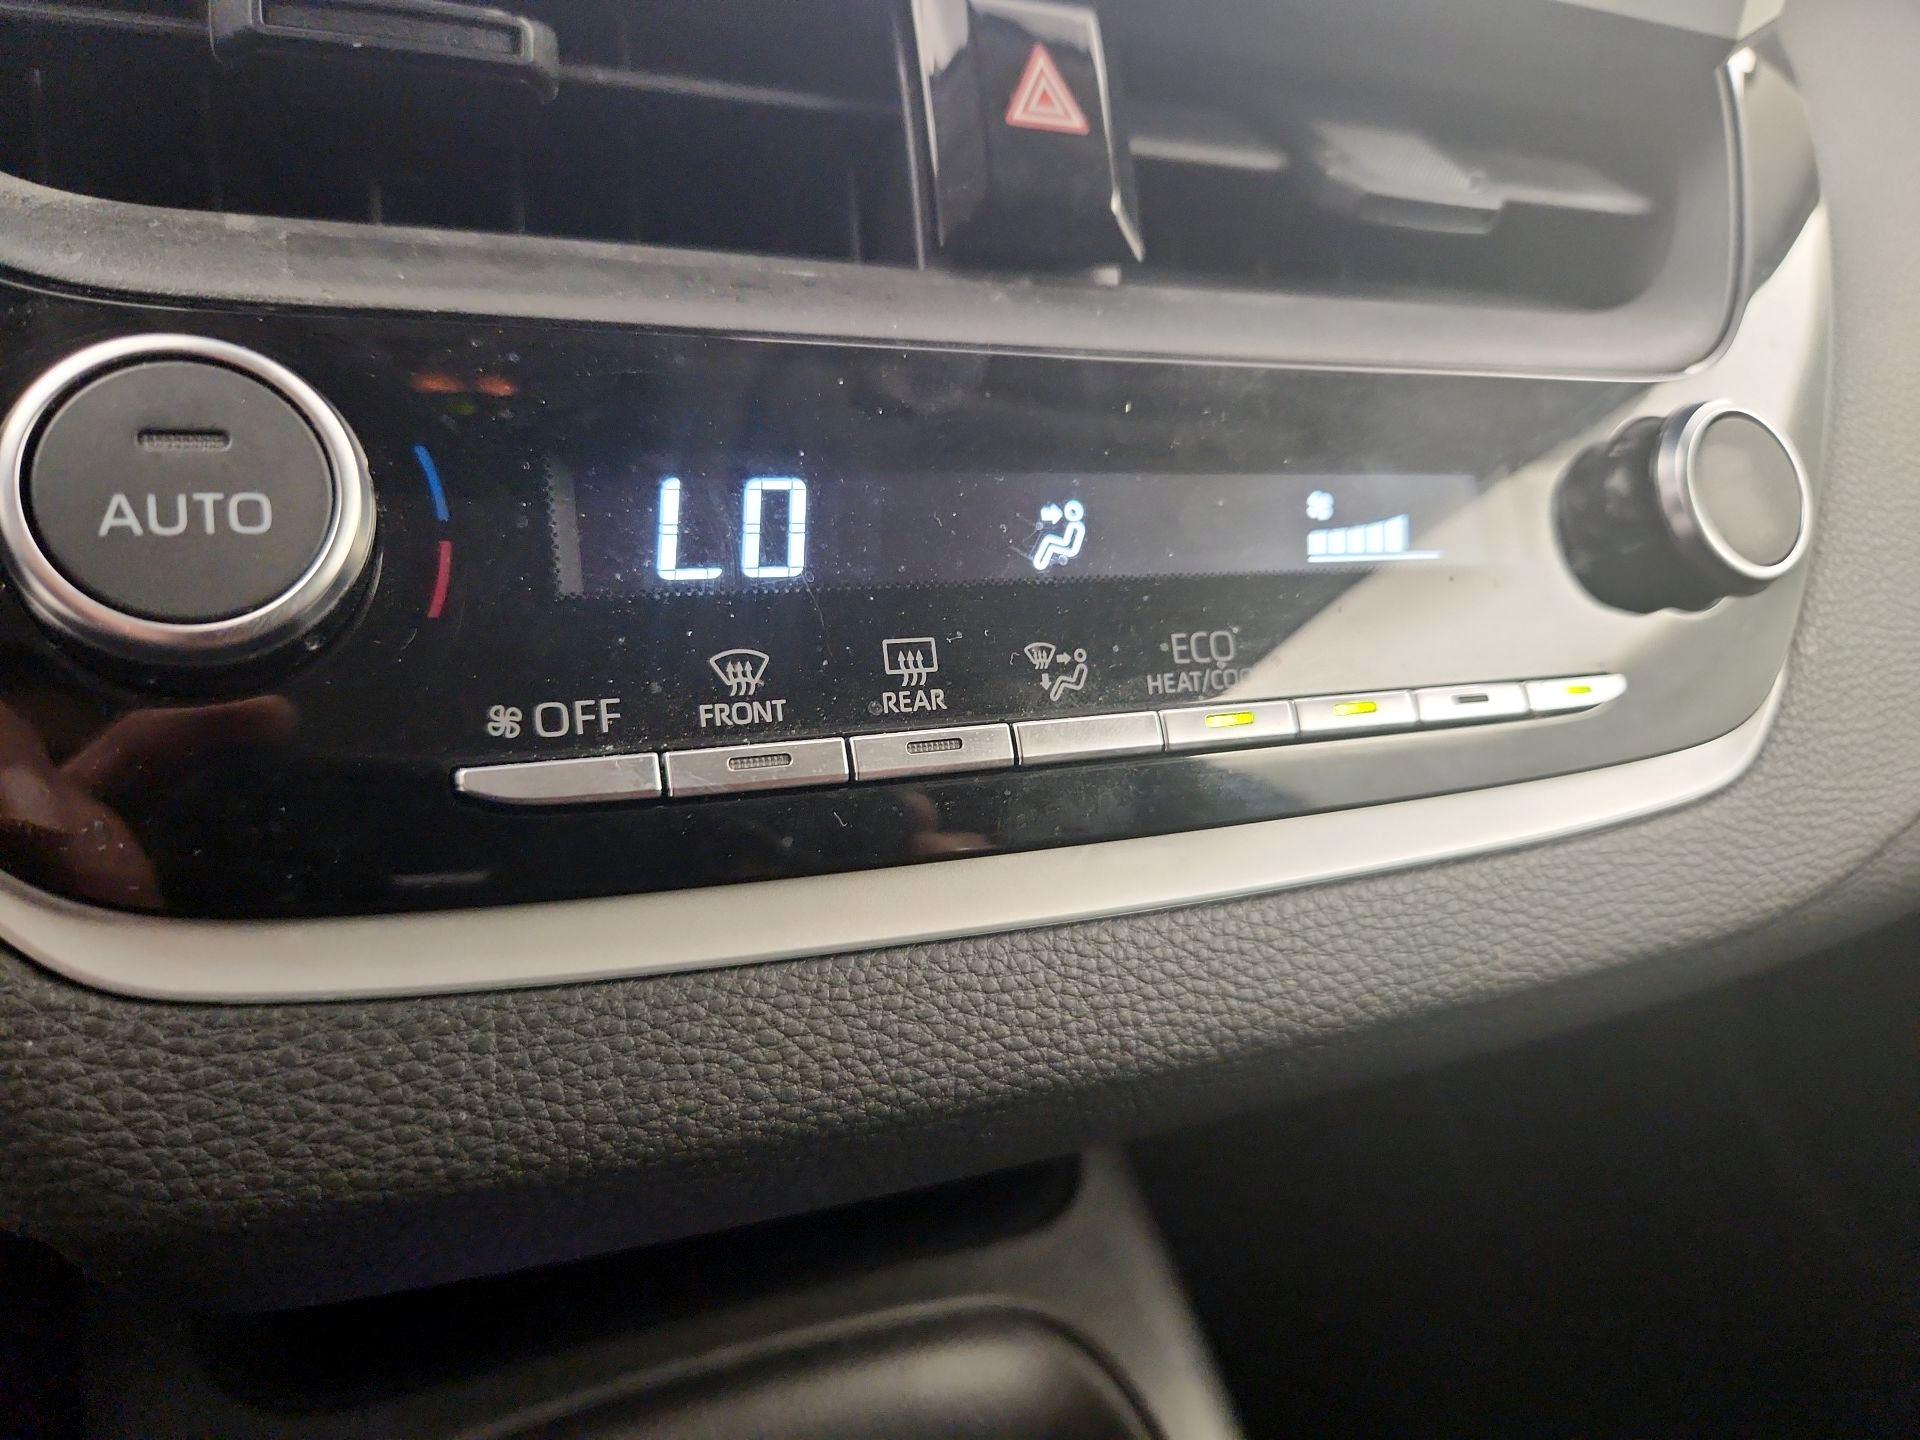 AUTO
LO
OFF
FRONT
REAR
ECO
HEAT/COO